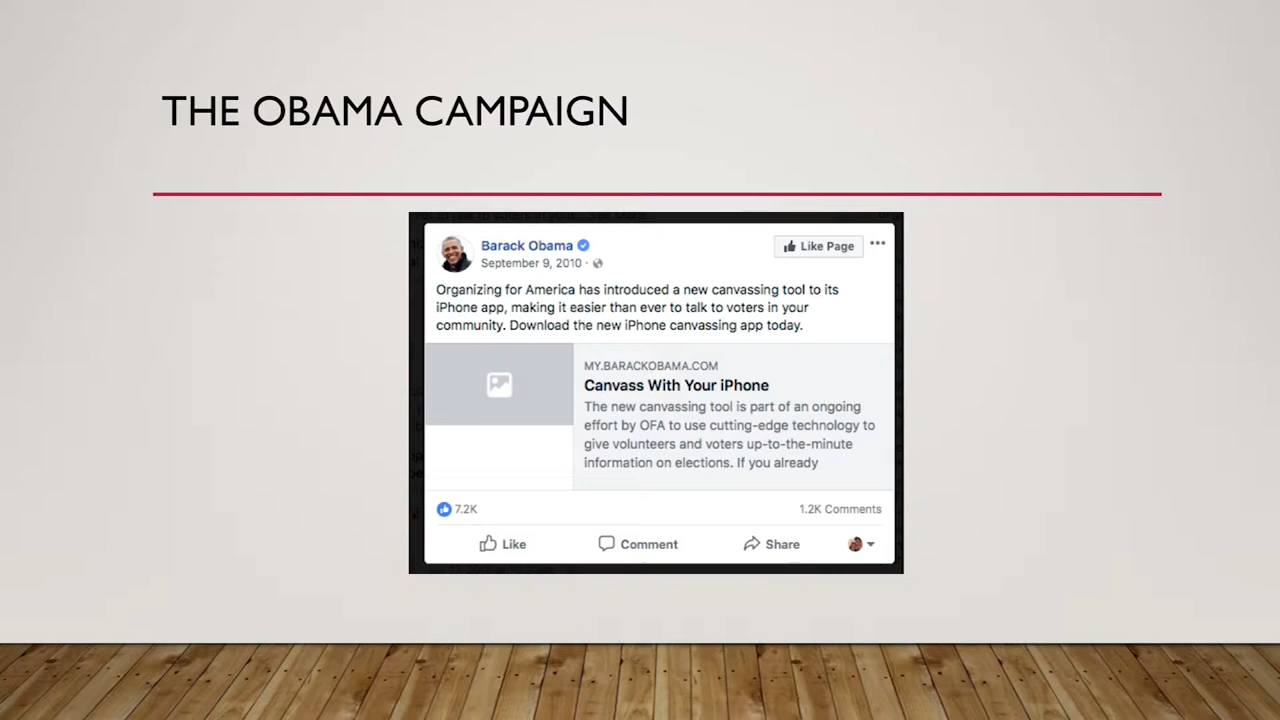 THE OBAMA CAMPAIGN
Barack Obama
Like Page
September 9, 2010
Organizing for America has introduced a new canvassing tool to its
iPhone app, making it easier than ever to talk to voters in your
community. Download the new iPhone canvassing app today.
MY.BARACKOBAMA.COM
Canvass With Your iPhone
The new canvassing tool is part of an ongoing
effort by OFA to use cutting-edge technology to
give volunteers and voters up-to-the-minute
information on elections. If you already
7.2K
1.2K Comments
Like
Comment
Share